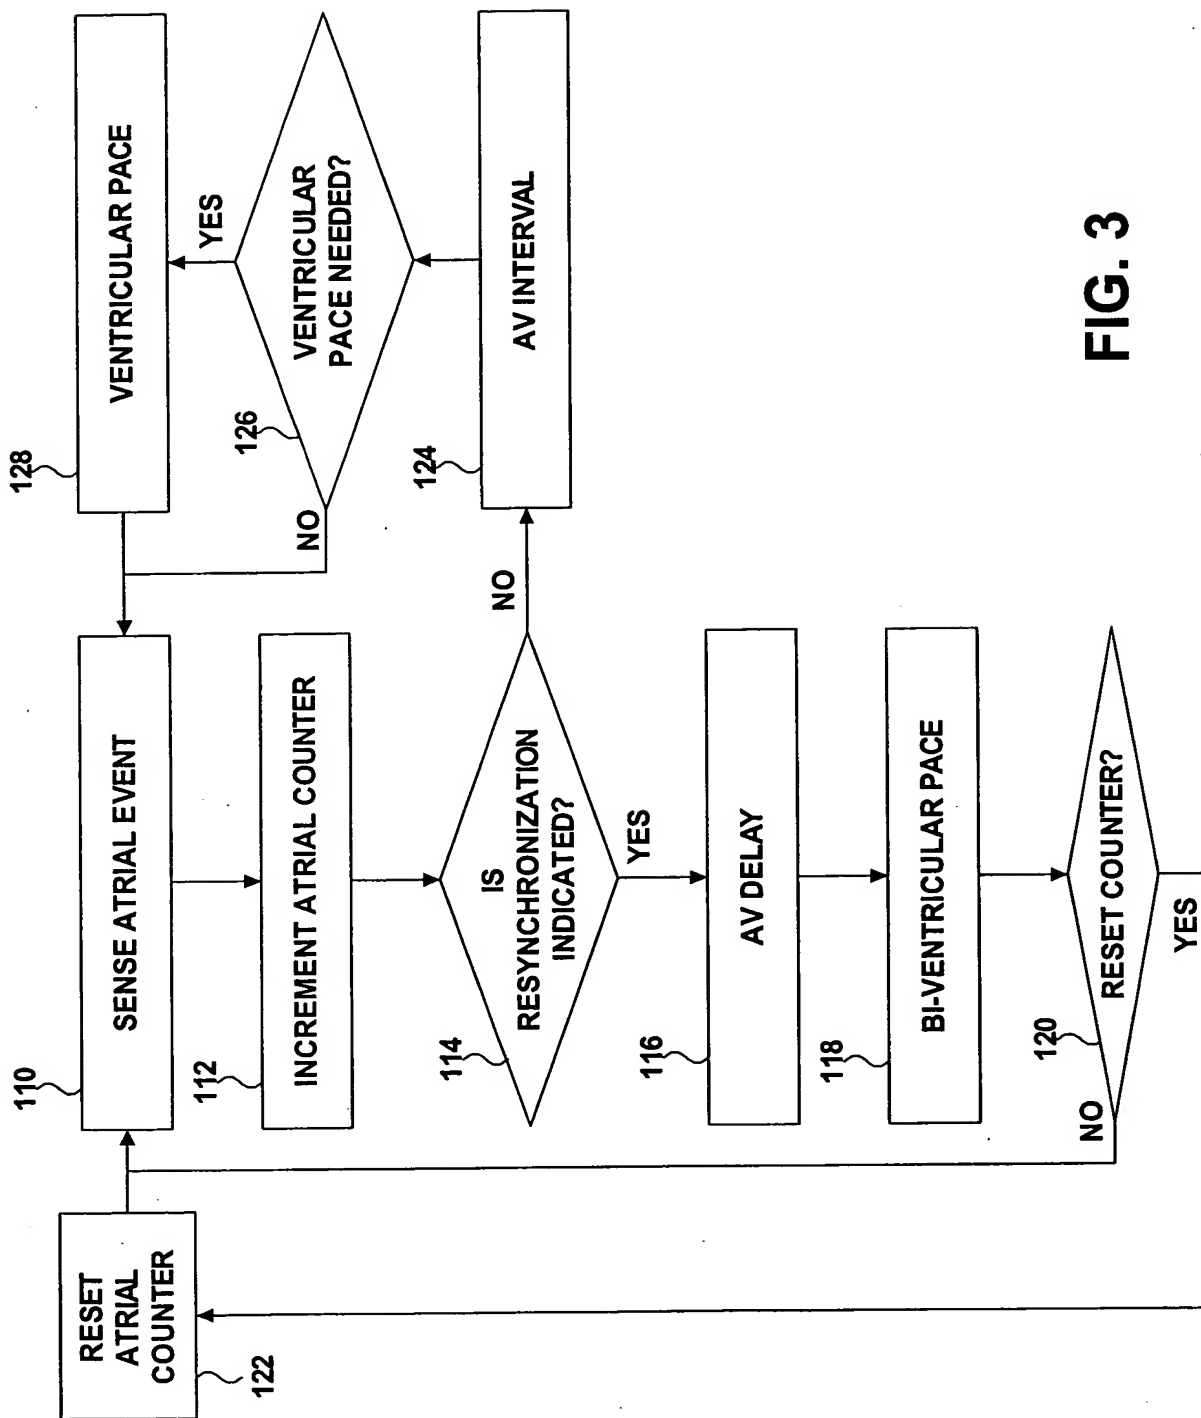 110
SENSE ATRIAL EVENT
112
INCREMENT ATRIAL COUNTER
114
IS
RESYNCHRONIZATION
INDICATED?
NO
YES
116
AV DELAY
118
BI-VENTRICULAR PACE
120
RESET COUNTER?
NO
YES
RESET
ATRIAL
COUNTER
122
124
AV INTERVAL
126
VENTRICULAR
PACE NEEDED?
NO
YES
128
VENTRICULAR PACE
FIG. 3